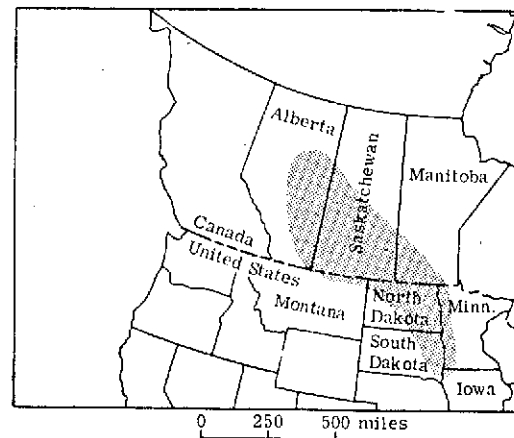 Alberta
Saskatchewan
Manitoba
Canada
United States
Montana
North
Dakota
Minn.
South
Dakota
Iowa
0 250 500 miles